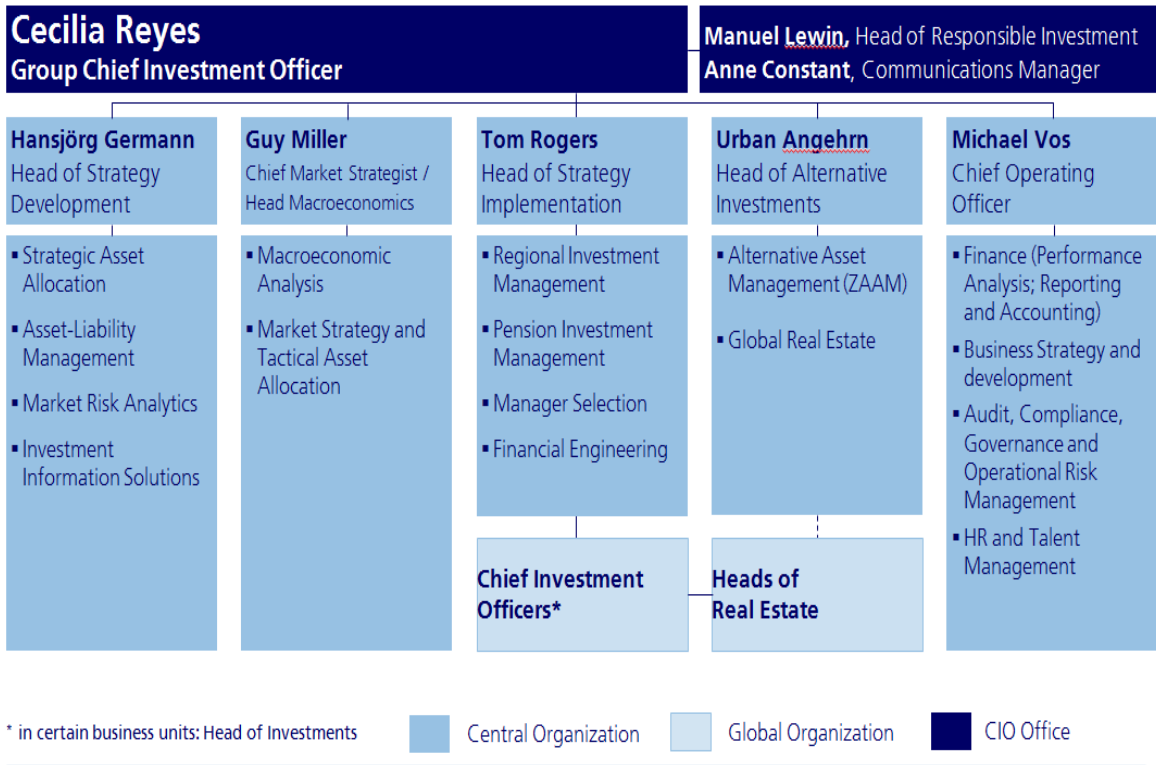 Cecilia Reyes
Group Chief Investment Officer
Manuel Lewin, Head of Responsible Investment
Anne Constant, Communications Manager
Hansjörg Germann
Head of Strategy
Development
Guy Miller
Chief Market Strategist /
Head Macroeconomics
Tom Rogers
Head of Strategy
Implementation
Urban Angehrn
Head of Alternative
Investments
Michael Vos
Chief Operating
Officer
▪ Strategic Asset
Allocation
▪ Asset-Liability
Management
▪ Market Risk Analytics
▪ Investment
Information Solutions
▪ Macroeconomic
Analysis
▪ Market Strategy and
Tactical Asset
Allocation
▪ Regional Investment
Management
▪ Pension Investment
Management
▪ Manager Selection
▪ Financial Engineering
▪ Alternative Asset
Management (ZAAM)
▪ Global Real Estate
▪ Finance (Performance
Analysis; Reporting
and Accounting)
▪ Business Strategy and
development
▪ Audit, Compliance,
Governance and
Operational Risk
Management
▪ HR and Talent
Management
Chief Investment
Officers*
Heads of
Real Estate
* in certain business units: Head of Investments
Central Organization
Global Organization
CIO Office